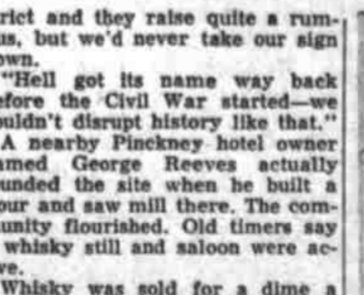 rict and they raise quite a rum-
us, but we'd never take our sign
own.
"Hell got its name way back
efore the Civil War started—we
ouldn't disrupt history like that."
A nearby Pinckney hotel owner
amed George Reeves actually
ounded the site when he built a
our and saw mill there. The com-
unity flourished. Old timers say
whisky still and saloon were ac-
ve.
Whisky was sold for a dime a